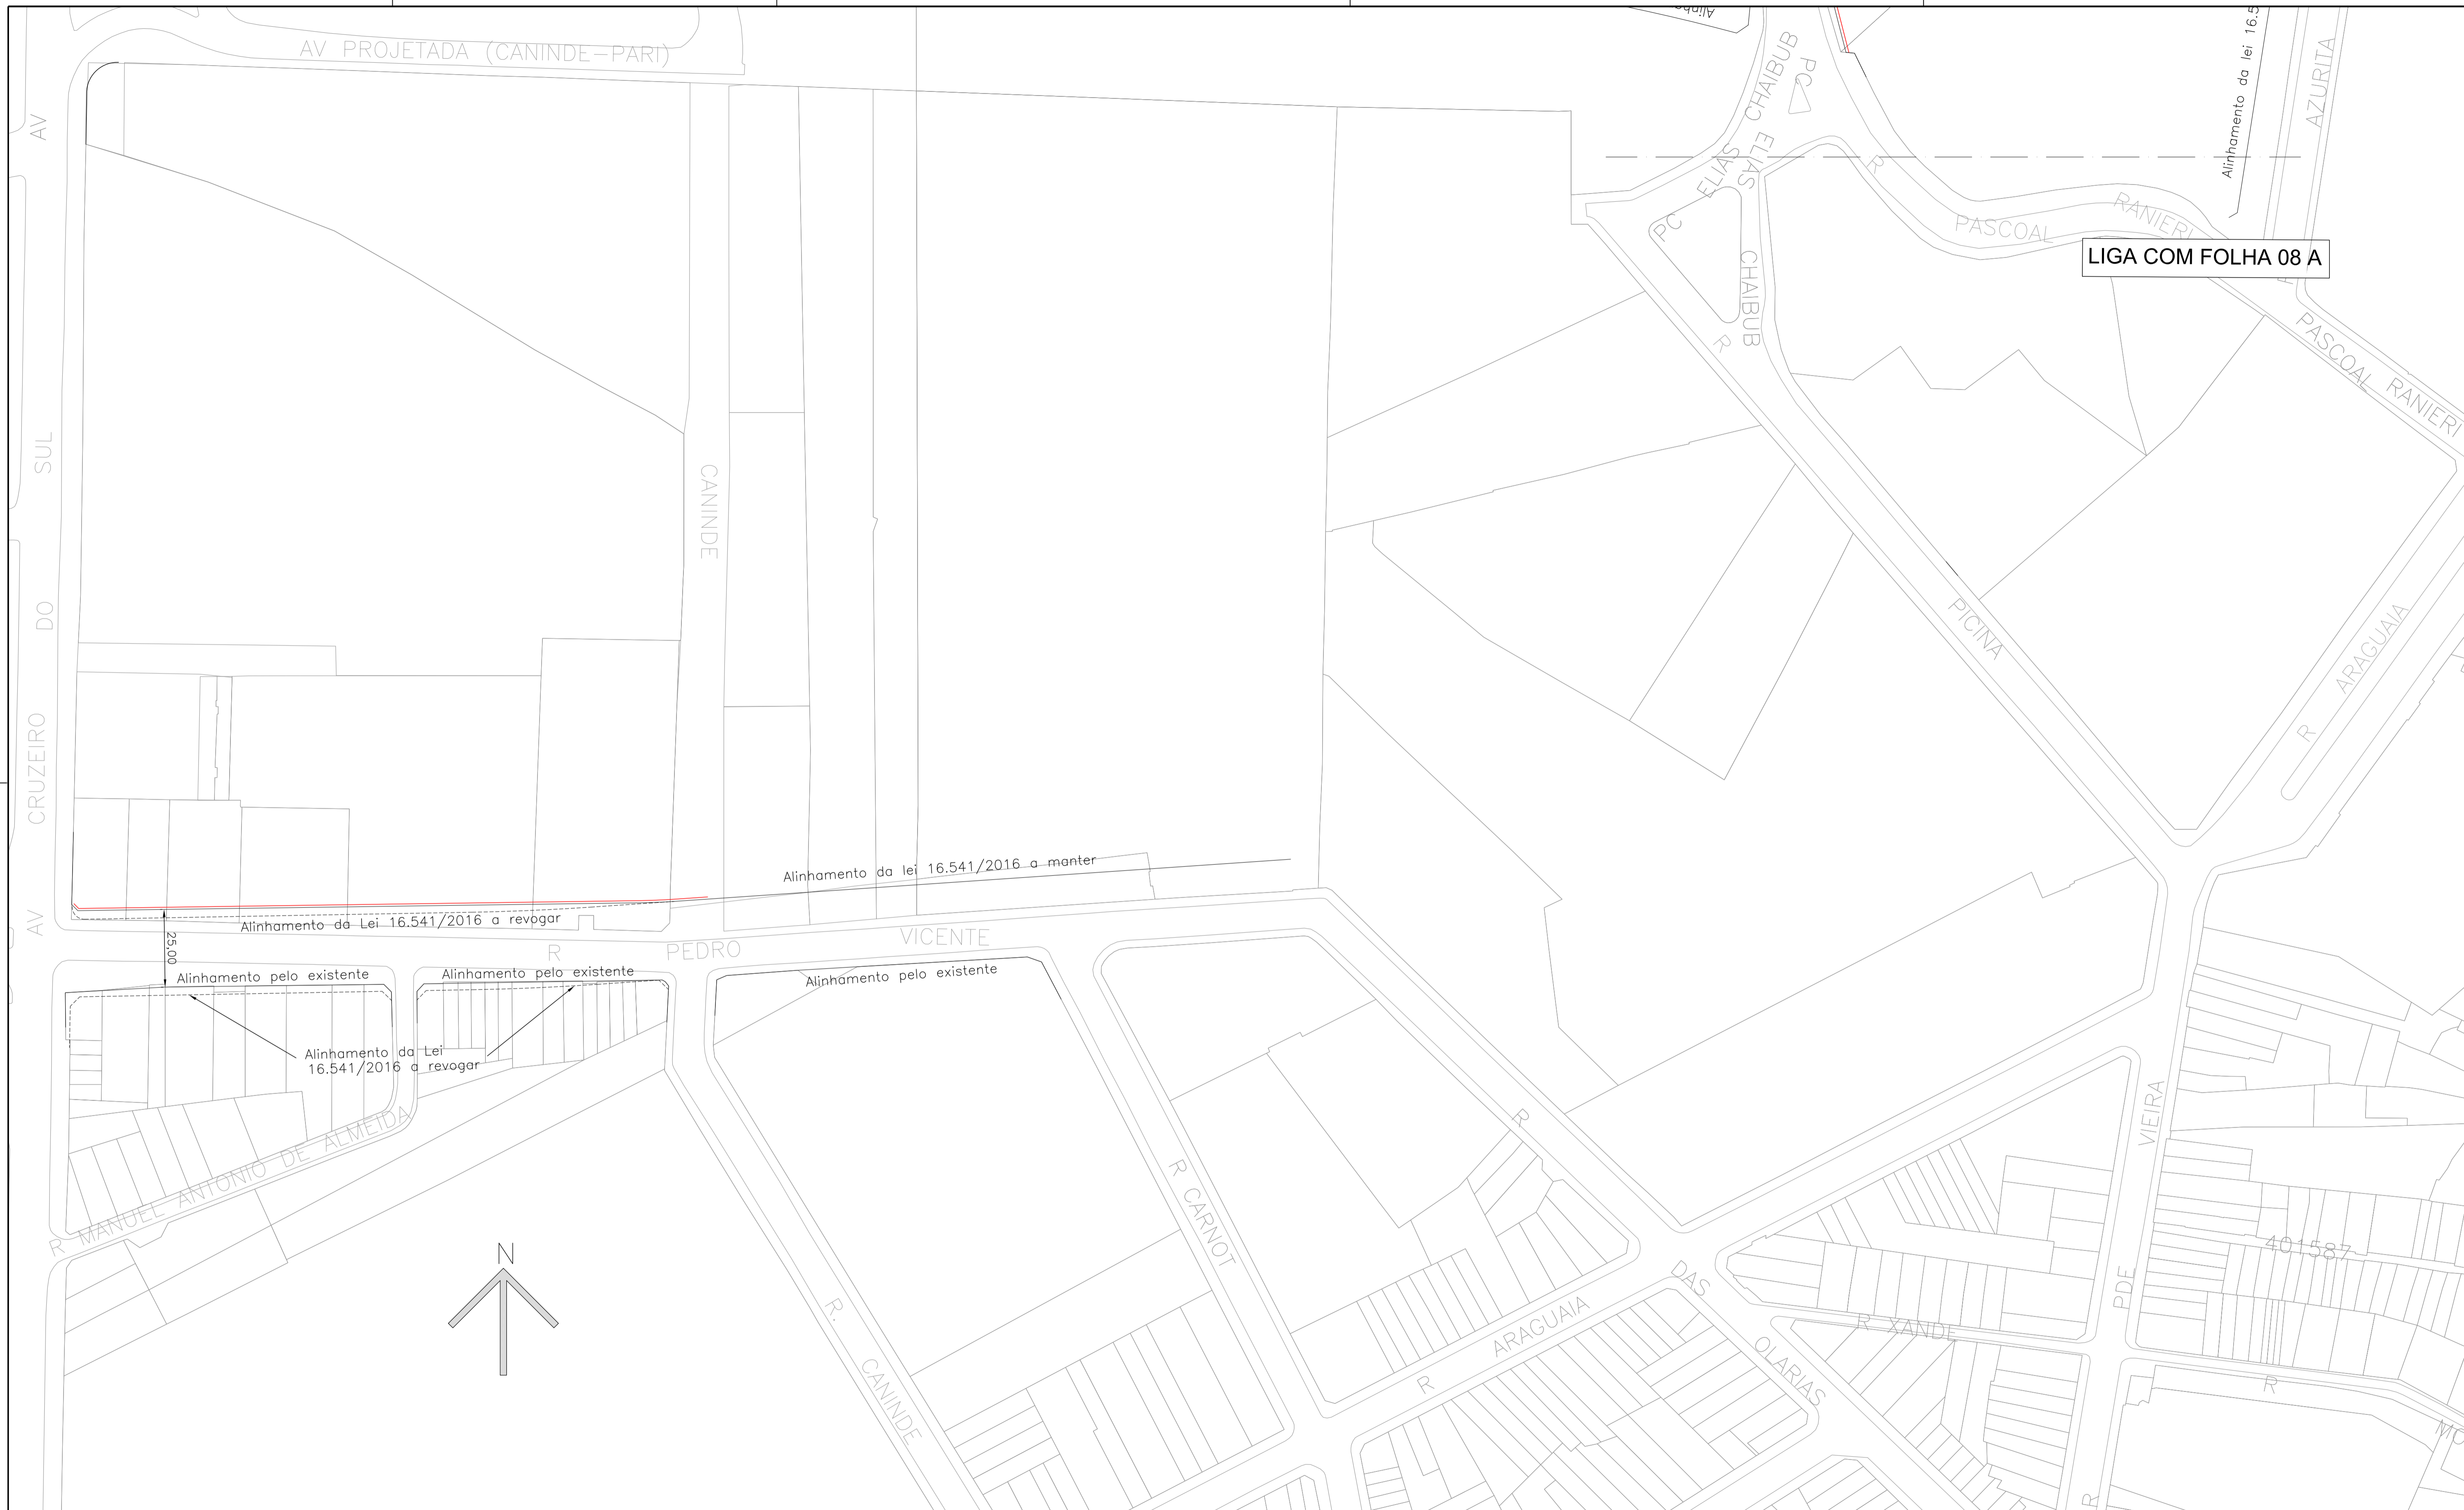 AV PROJETADA (CANINDE-PARI)
AV
SUL
DO
CRUZEIRO
AV
CANINDE
PC
ELIAS
CHAIBUB
PC
ELIAS
CHAIBUB
R
PASCOAL
RANIERI
Alinhamento da lei 16.5
AZURITA
LIGA COM FOLHA 08 A
PASCOAL
RANIERI
R
PICINA
R
ARAGUAIA
Alinhamento da lei 16.541/2016 a manter
Alinhamento da Lei 16.541/2016 a revogar
R
PEDRO
VICENTE
25,00
Alinhamento pelo existente
Alinhamento pelo existente
Alinhamento pelo existente
Alinhamento da Lei
16.541/2016 a revogar
R MANUEL ANTONIO DE ALMEIDA
N
R.
CANINDE
R CARNOT
R
DAS
OLARIAS
R
ARAGUAIA
R XANDE
VIEIRA
PDE
R
401587
R